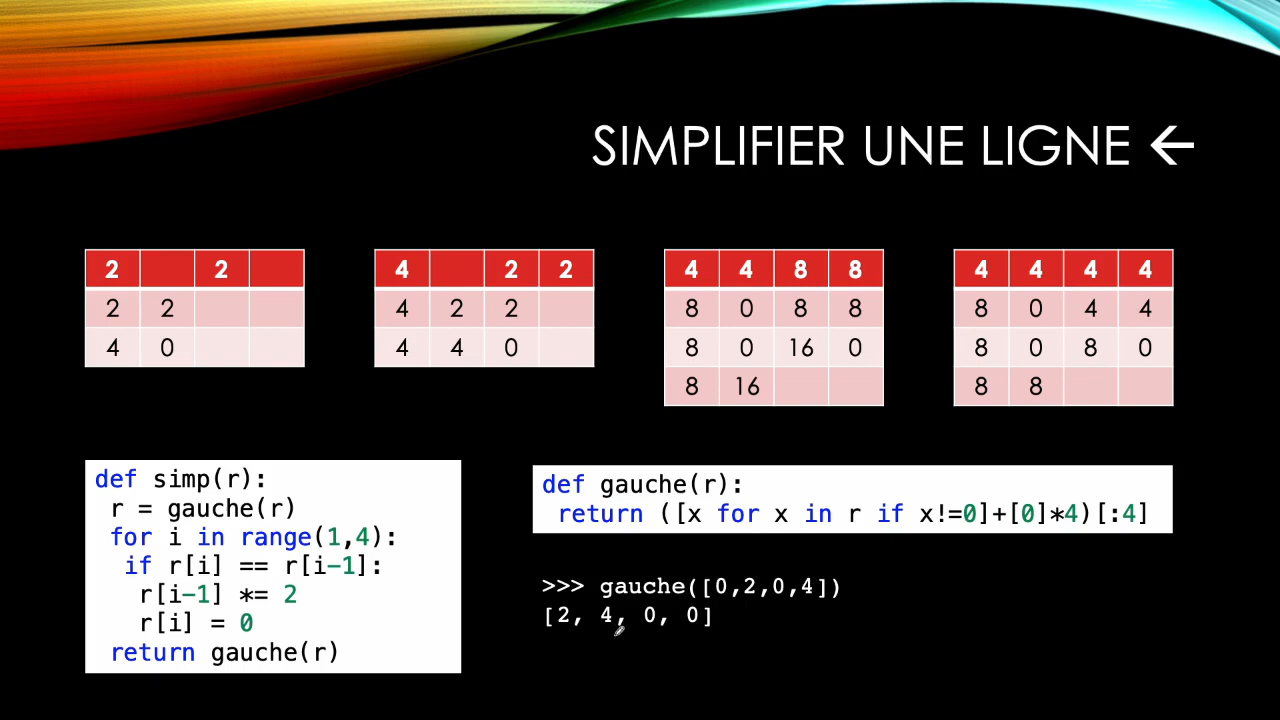 SIMPLIFIER UNE LIGNE ←
2 2
2 2
4 0
4 2 2
4 2 2
4 4 0
4 4 8 8
8 0 8 8
8 0 16 0
8 16
4 4 4 4
8 0 4 4
8 0 8 0
8 8
def simp(r):
 r = gauche(r)
 for i in range(1,4):
  if r[i] == r[i-1]:
   r[i-1] *= 2
   r[i] = 0
 return gauche(r)
def gauche(r):
 return ([x for x in r if x!=0]+[0]*4)[:4]
>>> gauche([0,2,0,4])
[2, 4, 0, 0]